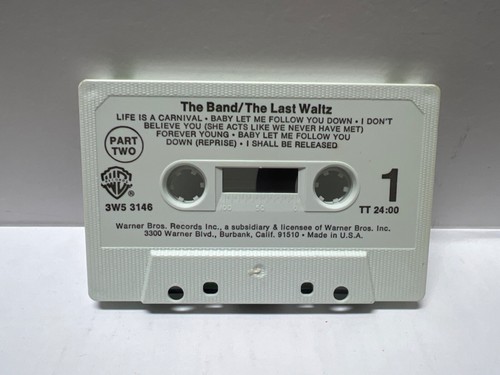 The Band/The Last Waltz
LIFE IS A CARNIVAL • BABY LET ME FOLLOW YOU DOWN • I DON'T
BELIEVE YOU (SHE ACTS LIKE WE NEVER HAVE MET)
FOREVER YOUNG • BABY LET ME FOLLOW YOU
DOWN (REPRISE) • I SHALL BE RELEASED
PART
TWO
1
3W5 3146
TT 24:00
Warner Bros. Records Inc., a subsidiary & licensee of Warner Bros. Inc.
3300 Warner Blvd., Burbank, Calif. 91510 • Made in U.S.A.